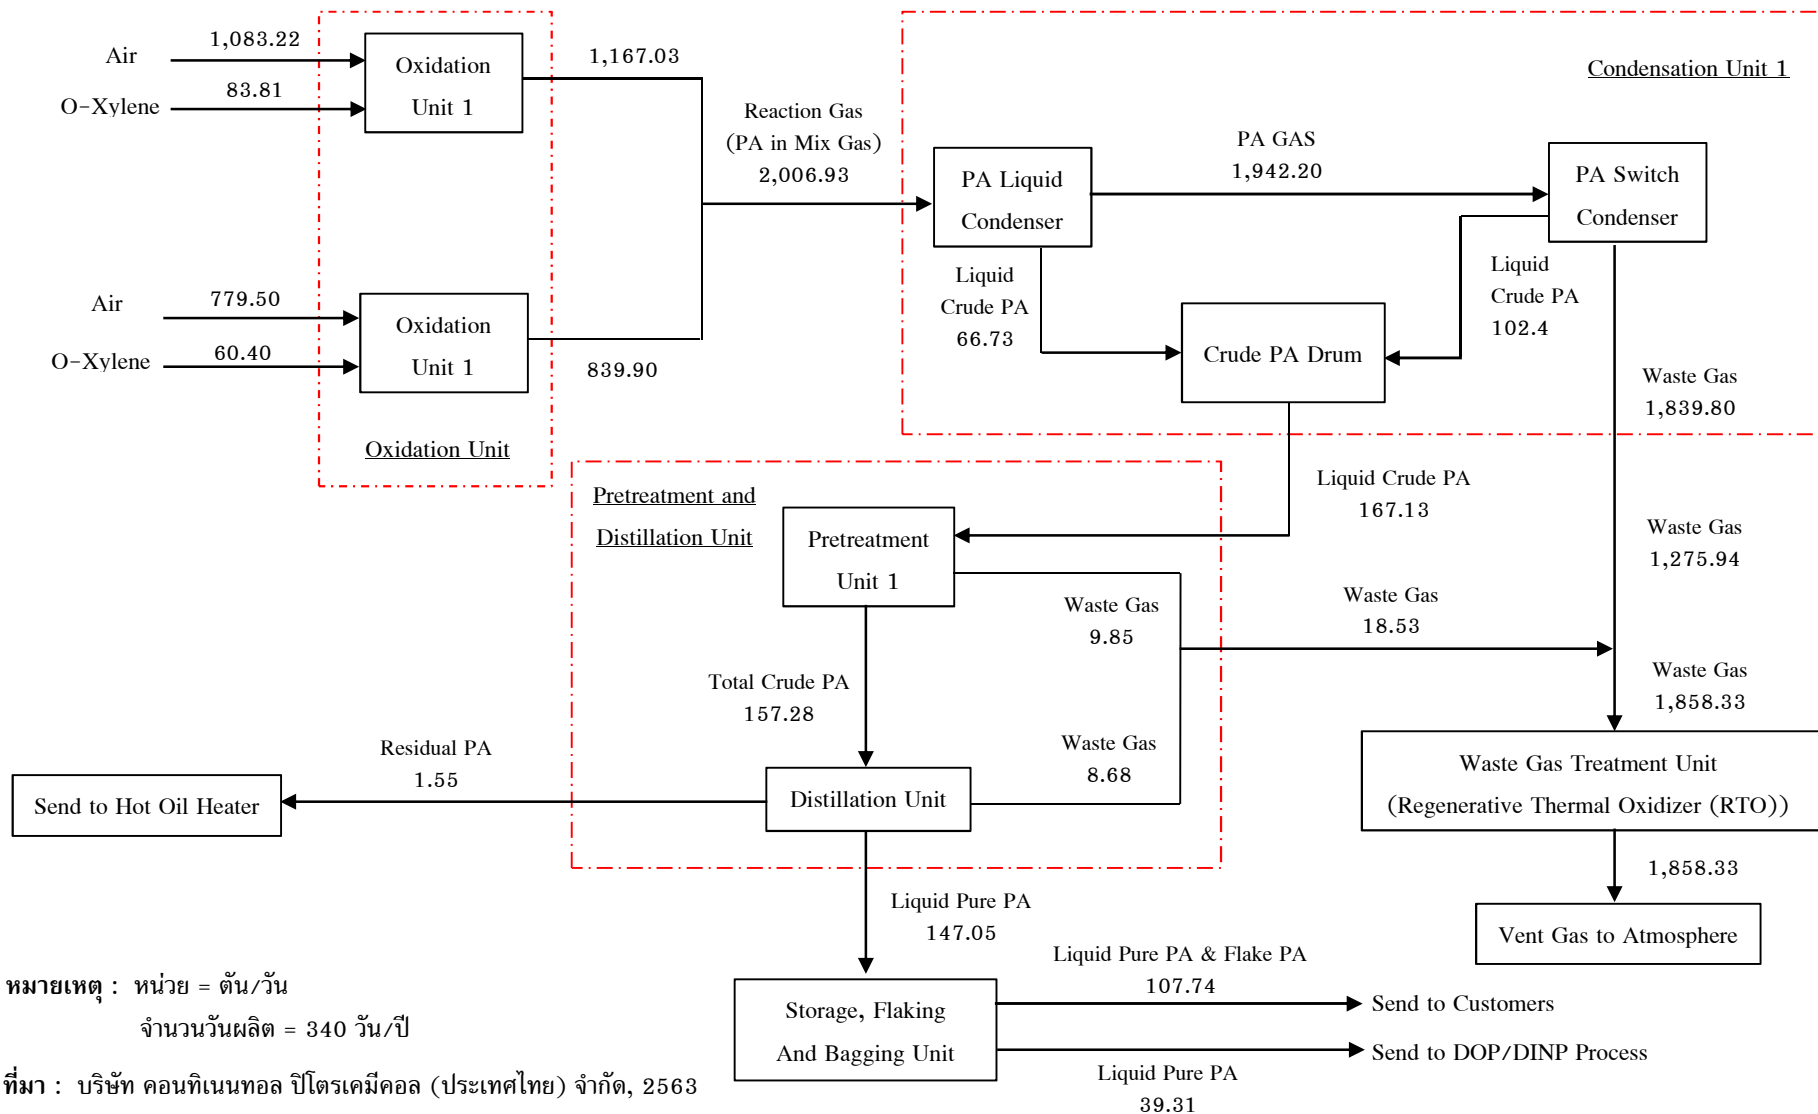 Air
1,083.22
O-Xylene
83.81
Oxidation
Unit 1
1,167.03
Reaction Gas
(PA in Mix Gas)
2,006.93
Air
779.50
O-Xylene
60.40
Oxidation
Unit 1
839.90
Oxidation Unit
Condensation Unit 1
PA Liquid
Condenser
PA GAS
1,942.20
PA Switch
Condenser
Liquid
Crude PA
66.73
Crude PA Drum
Liquid
Crude PA
102.4
Waste Gas
1,839.80
Liquid Crude PA
167.13
Pretreatment and
Distillation Unit
Pretreatment
Unit 1
Waste Gas
9.85
Waste Gas
18.53
Waste Gas
1,275.94
Waste Gas
1,858.33
Total Crude PA
157.28
Waste Gas
8.68
Residual PA
1.55
Send to Hot Oil Heater
Distillation Unit
Waste Gas Treatment Unit
(Regenerative Thermal Oxidizer (RTO))
1,858.33
Vent Gas to Atmosphere
Liquid Pure PA
147.05
Storage, Flaking
And Bagging Unit
Liquid Pure PA & Flake PA
107.74
Send to Customers
Send to DOP/DINP Process
Liquid Pure PA
39.31
หมายเหตุ : หน่วย = ตัน/วัน
จำนวนวันผลิต = 340 วัน/ปี
ที่มา : บริษัท คอนทิเนนทอล ปิโตรเคมีคอล (ประเทศไทย) จำกัด, 2563